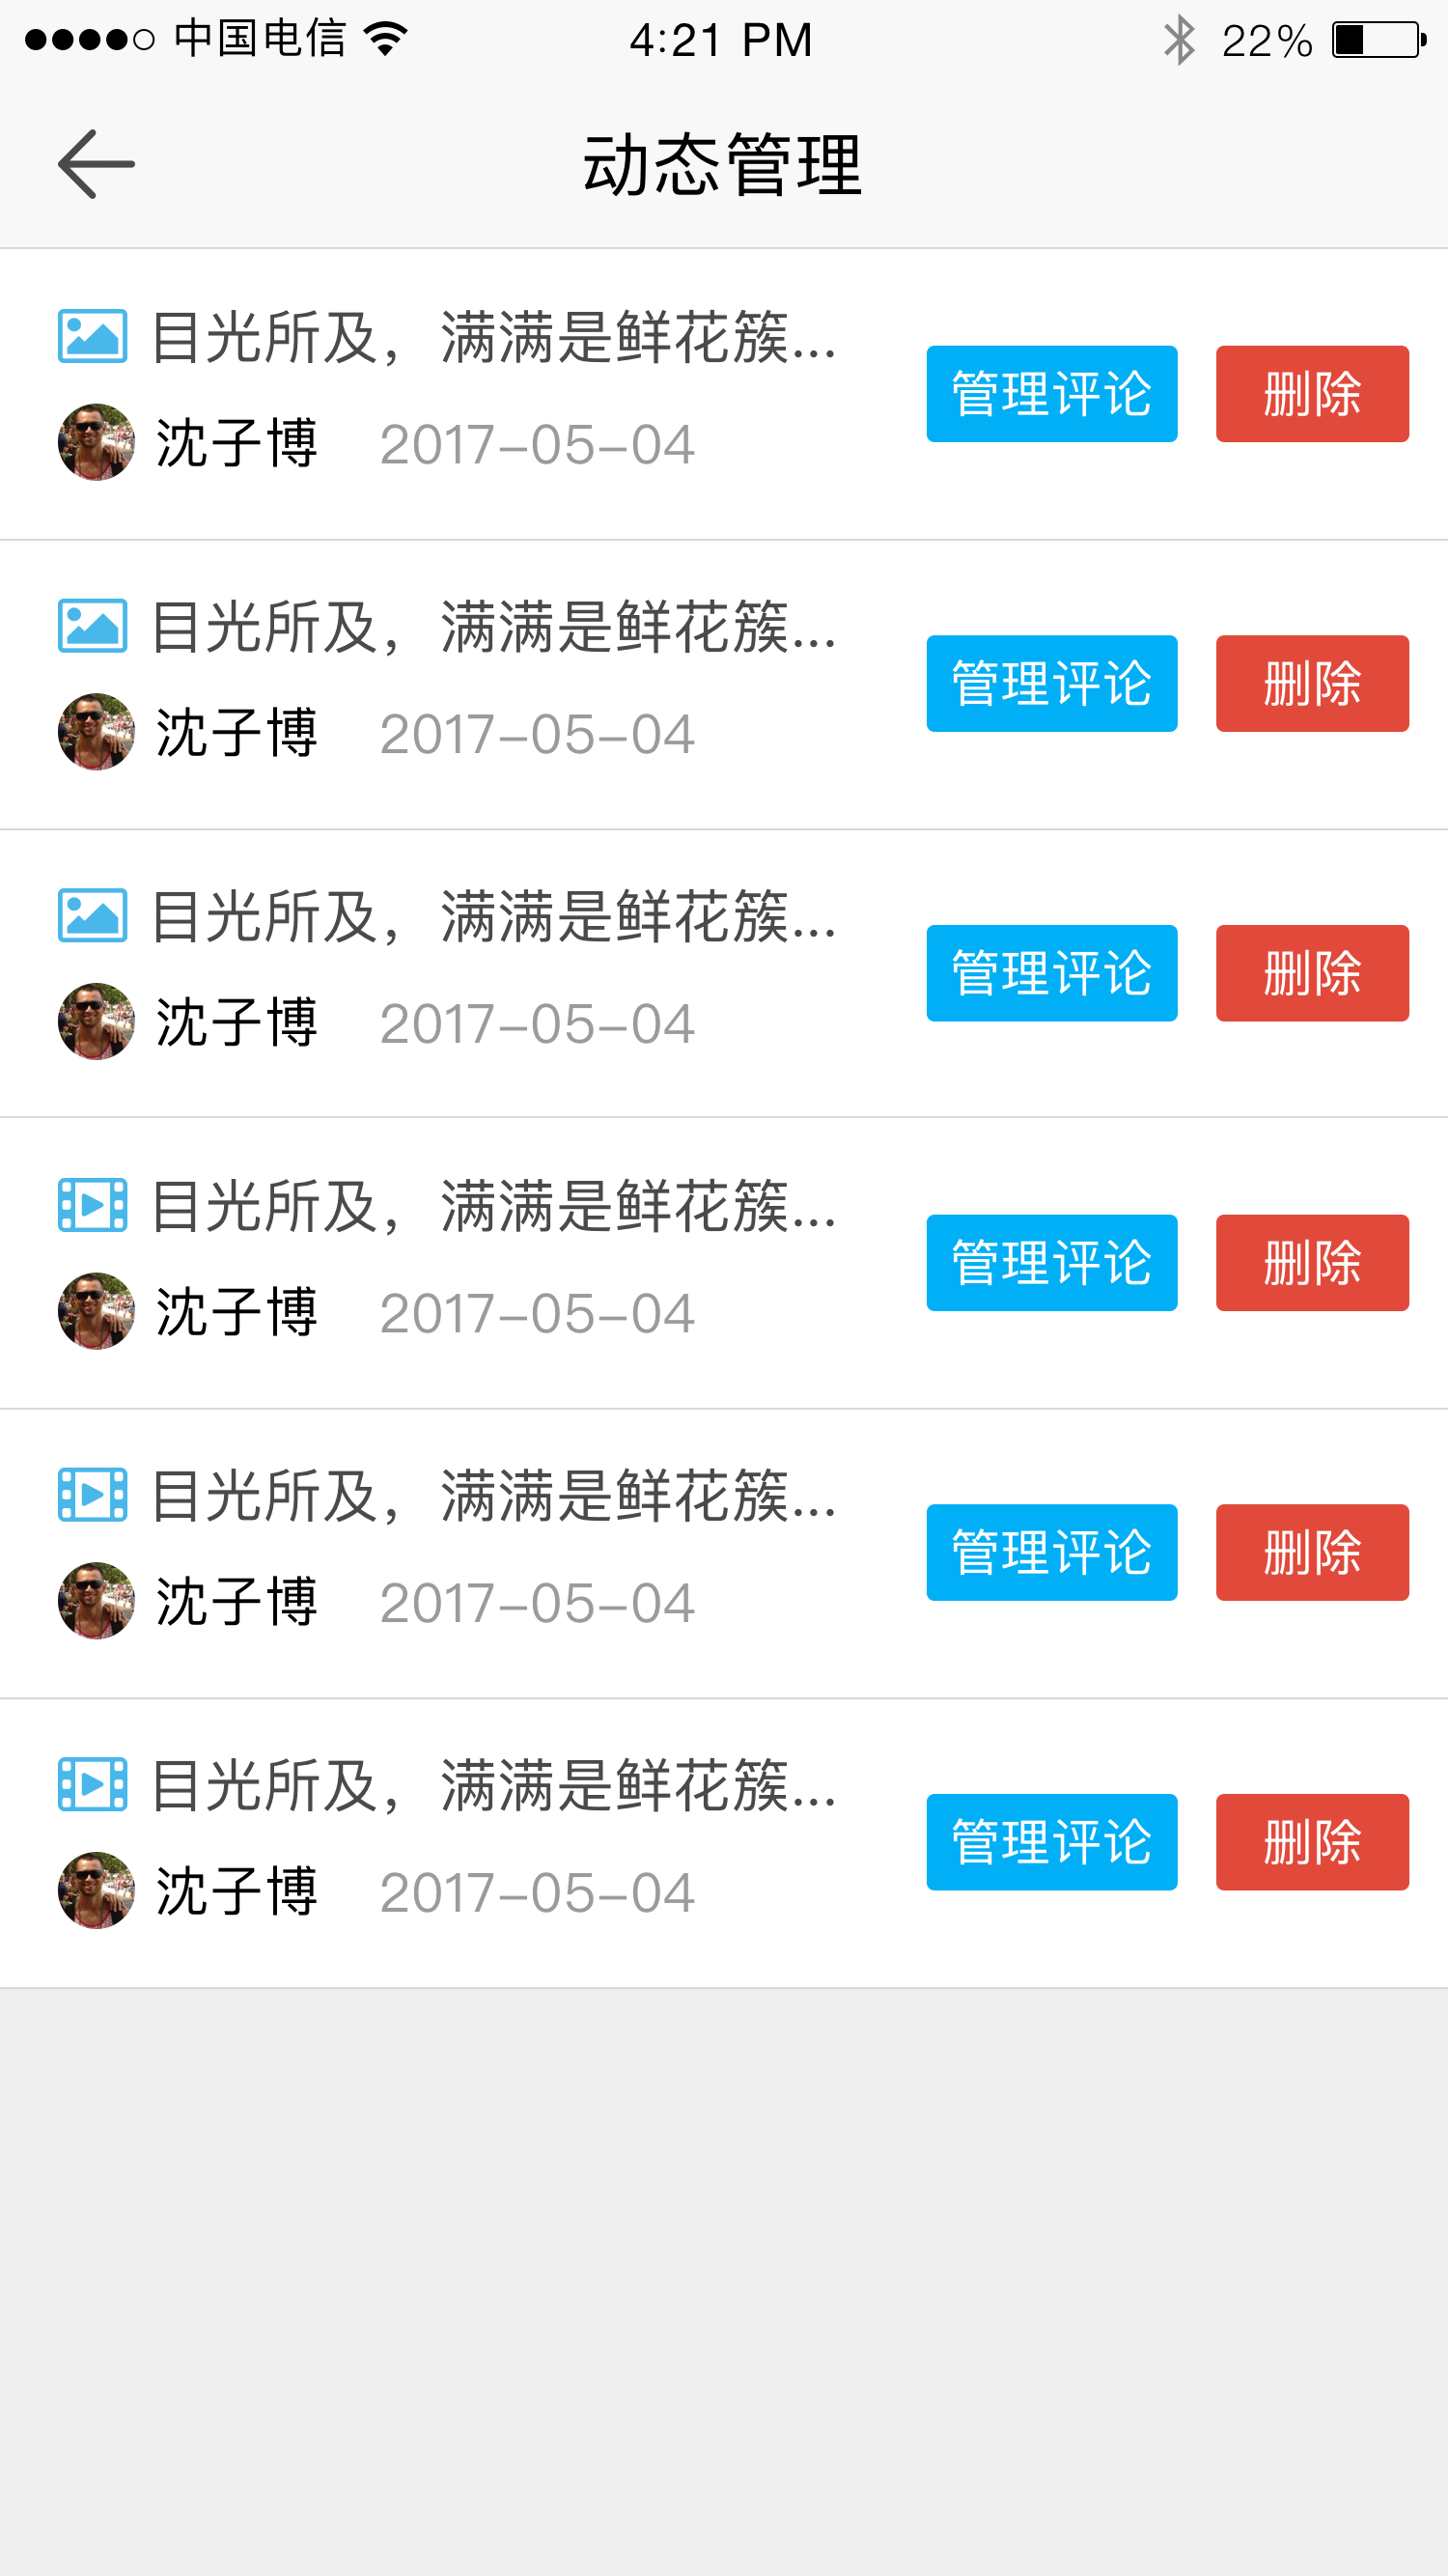 中国电信 4:21 PM 22%
动态管理
目光所及，满满是鲜花簇...
沈子博 2017-05-04
管理评论 删除
目光所及，满满是鲜花簇...
沈子博 2017-05-04
管理评论 删除
目光所及，满满是鲜花簇...
沈子博 2017-05-04
管理评论 删除
目光所及，满满是鲜花簇...
沈子博 2017-05-04
管理评论 删除
目光所及，满满是鲜花簇...
沈子博 2017-05-04
管理评论 删除
目光所及，满满是鲜花簇...
沈子博 2017-05-04
管理评论 删除